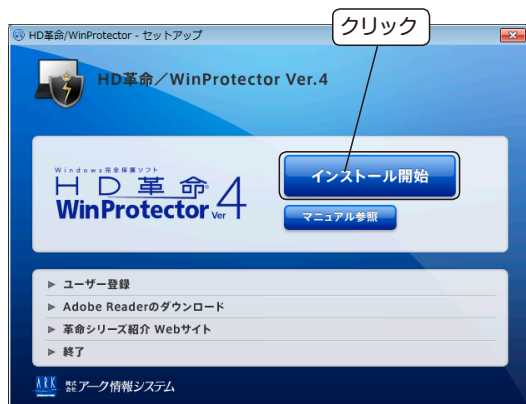 クリック
HD革命/WinProtector - セットアップ
HD革命／WinProtector Ver.4
Windows完全保護ソフト
HD革命
WinProtector Ver 4
インストール開始
マニュアル参照
▶ ユーザー登録
▶ Adobe Readerのダウンロード
▶ 革命シリーズ紹介 Webサイト
▶ 終了
ARK 株式会社 アーク情報システム